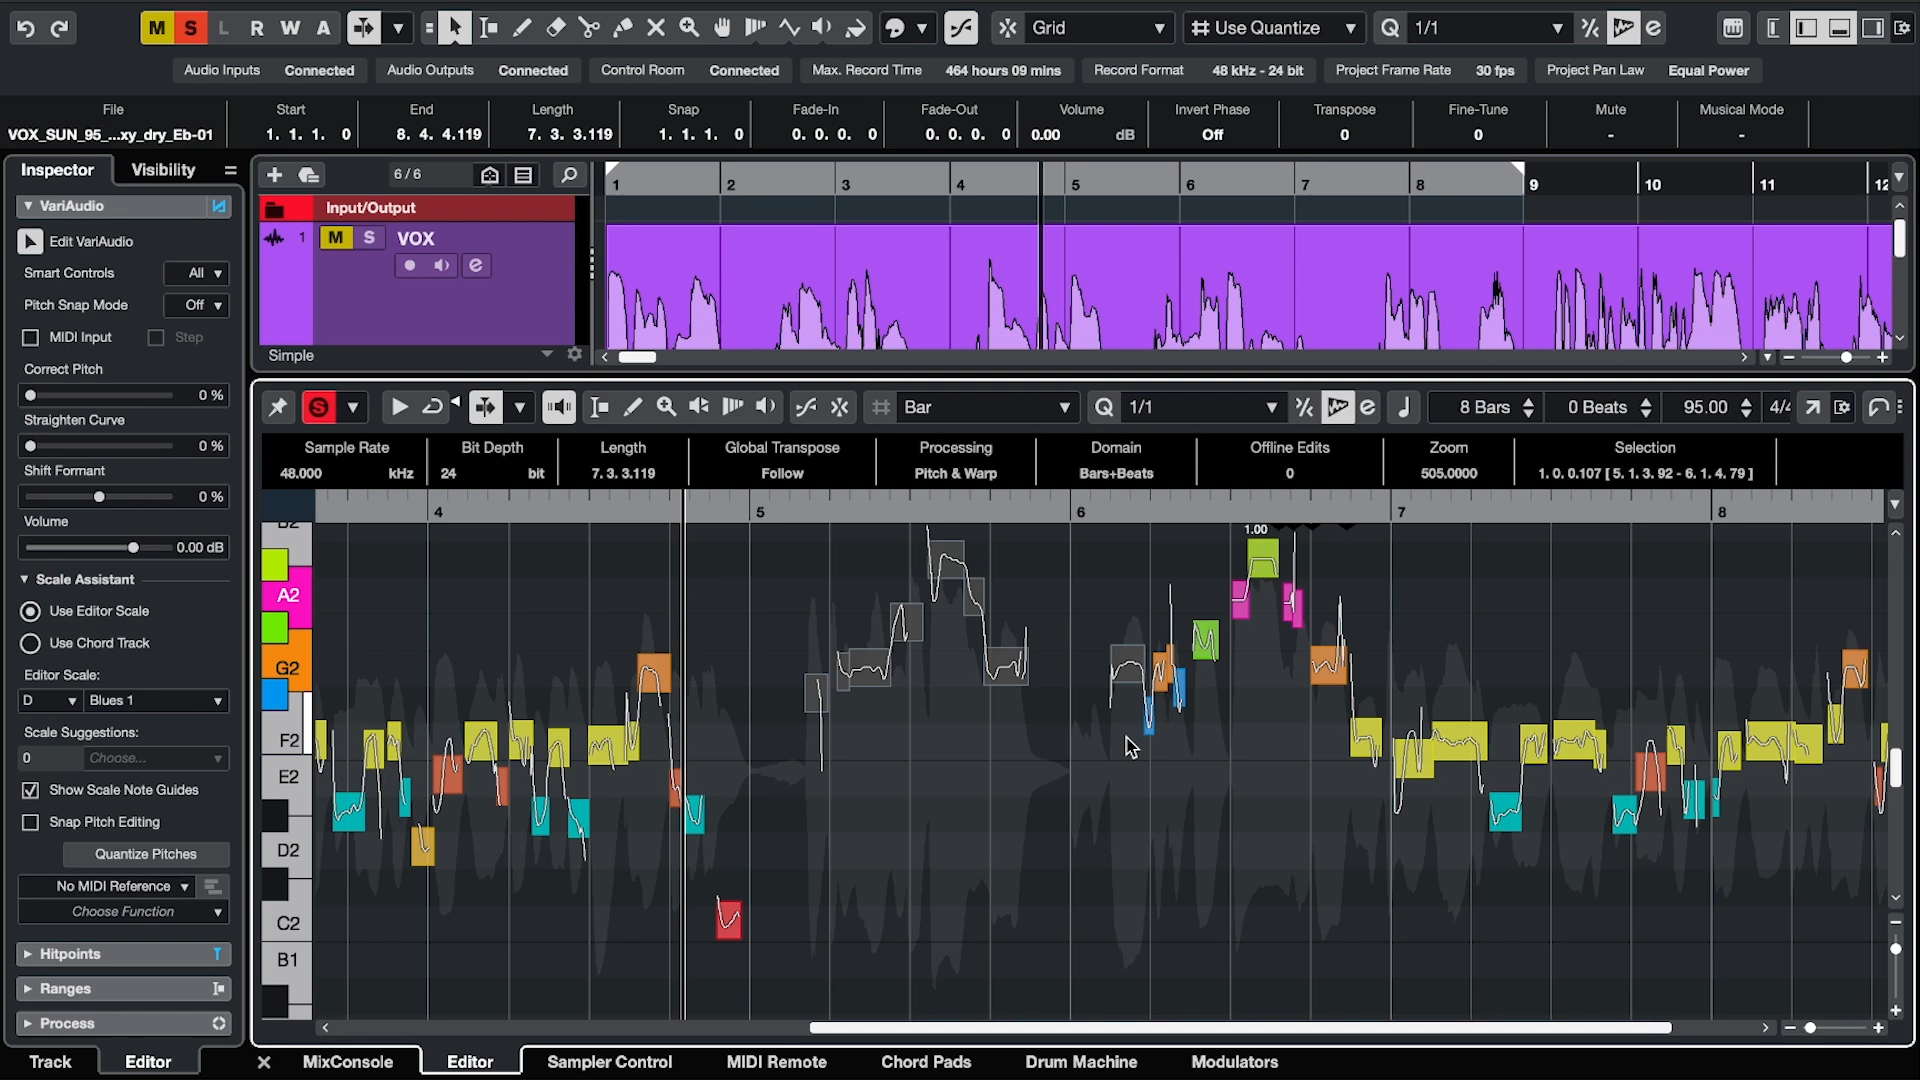 M S L R W A Grid Use Quantize Q 1/1 e
Audio Inputs Connected Audio Outputs Connected Control Room Connected Max. Record Time 464 hours 09 mins Record Format 48 kHz - 24 bit Project Frame Rate 30 fps Project Pan Law Equal Power
File Start End Length Snap Fade-In Fade-Out Volume Invert Phase Transpose Fine-Tune Mute Musical Mode
VOX_SUN_95_...xy_dry_Eb-01 1. 1. 1. 0 8. 4. 4.119 7. 3. 3.119 1. 1. 1. 0 0. 0. 0. 0 0. 0. 0. 0 0.00 dB Off 0 0 - -
Inspector Visibility
6 / 6
1 2 3 4 5 6 7 8 9 10 11 12
VariAudio
Input/Output
1 M S VOX
e
Simple
Edit VariAudio
Smart Controls All
Pitch Snap Mode Off
MIDI Input Step
Correct Pitch
0 %
Straighten Curve
0 %
Shift Formant
0 %
Volume
0.00 dB
Scale Assistant
Use Editor Scale
Use Chord Track
Editor Scale:
D Blues 1
Scale Suggestions:
0 Choose...
Show Scale Note Guides
Snap Pitch Editing
Quantize Pitches
No MIDI Reference
Choose Function
Hitpoints
Ranges
Process
S Bar Q 1/1 e 8 Bars 0 Beats 95.00 4/4
Sample Rate Bit Depth Length Global Transpose Processing Domain Offline Edits Zoom Selection
48.000 kHz 24 bit 7. 3. 3.119 Follow Pitch & Warp Bars+Beats 0 505.0000 1. 0. 0.107 [ 5. 1. 3. 92 - 6. 1. 4. 79 ]
4 5 6 7 8
1.00
A2
G2
F2
E2
D2
C2
B1
Track Editor MixConsole Editor Sampler Control MIDI Remote Chord Pads Drum Machine Modulators